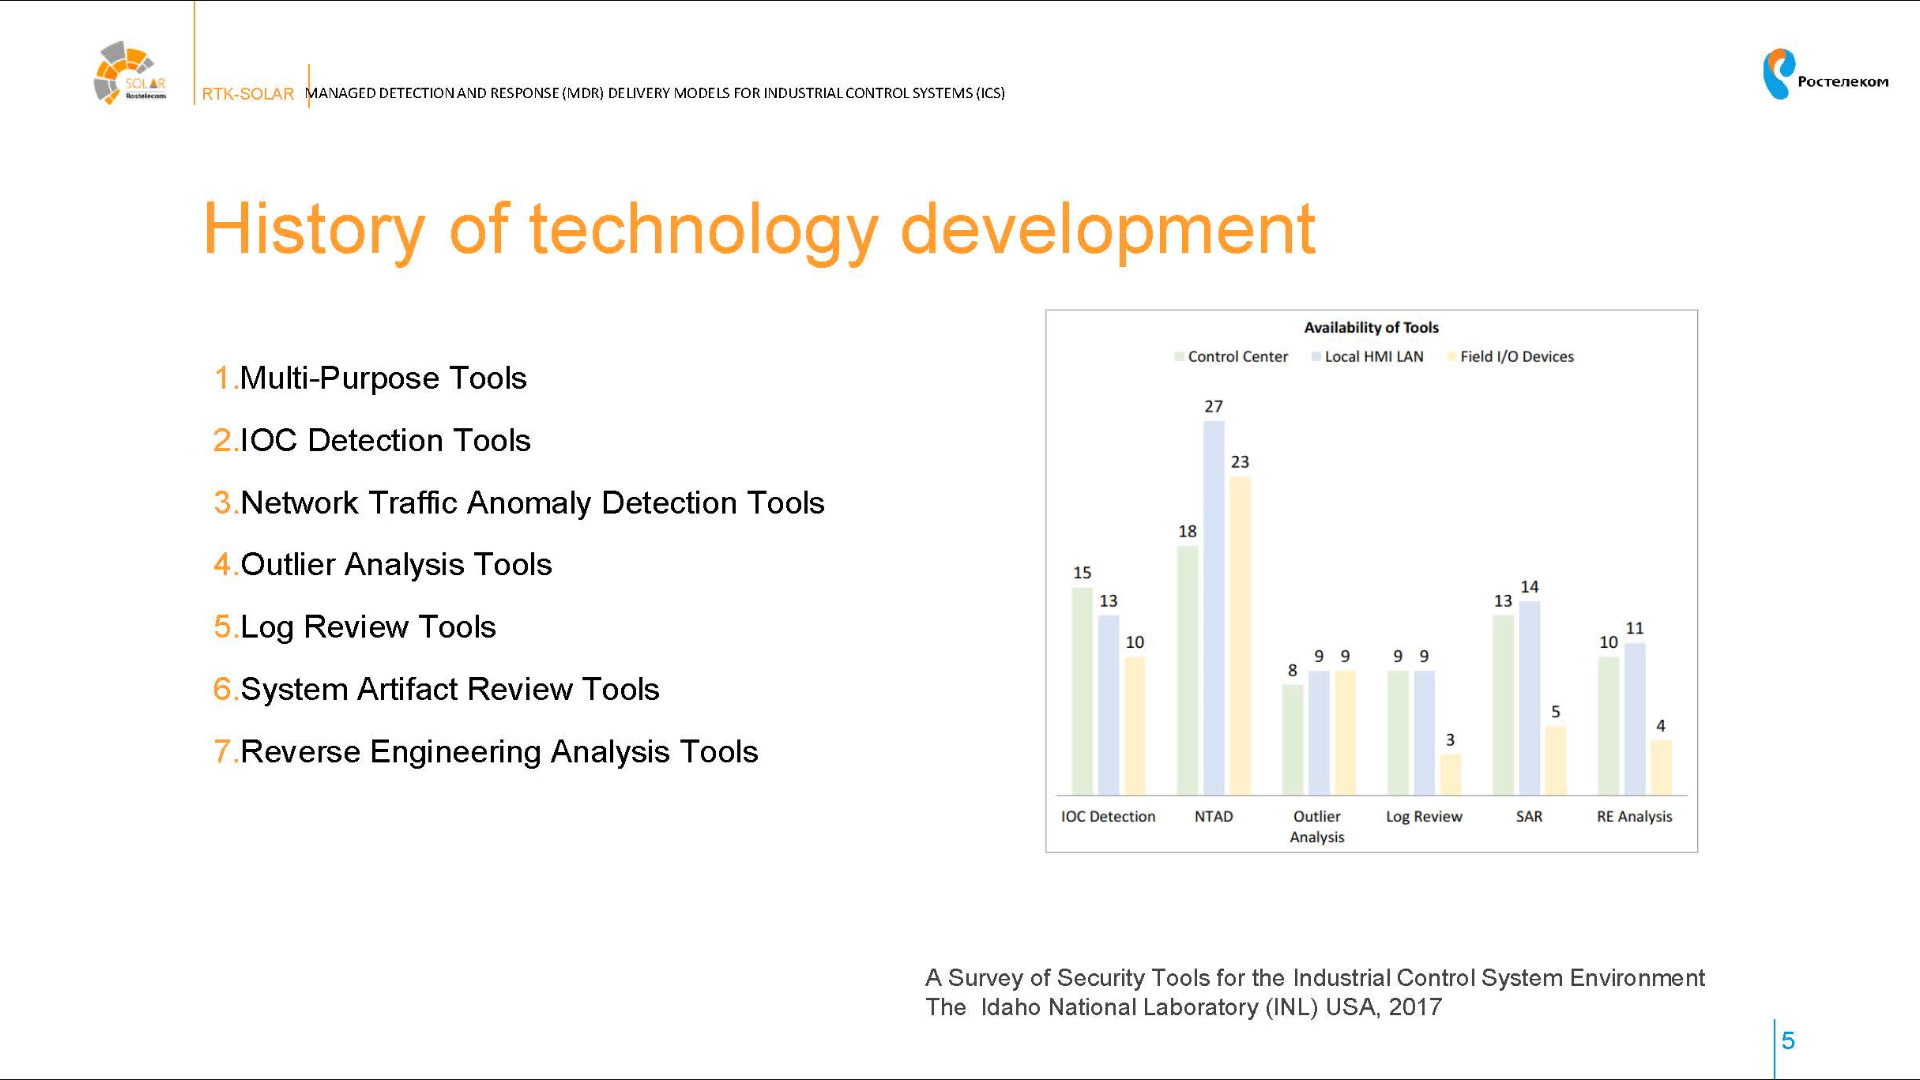 SOLAR
Rostelecom
RTK-SOLAR
MANAGED DETECTION AND RESPONSE (MDR) DELIVERY MODELS FOR INDUSTRIAL CONTROL SYSTEMS (ICS)
Ростелеком
History of technology development
1.Multi-Purpose Tools
2.IOC Detection Tools
3.Network Traffic Anomaly Detection Tools
4.Outlier Analysis Tools
5.Log Review Tools
6.System Artifact Review Tools
7.Reverse Engineering Analysis Tools
Availability of Tools
Control Center Local HMI LAN Field I/O Devices
15 13 10
18 27 23
8 9 9
9 9 3
13 14 5
10 11 4
IOC Detection NTAD Outlier Log Review SAR RE Analysis
Analysis
A Survey of Security Tools for the Industrial Control System Environment
The Idaho National Laboratory (INL) USA, 2017
5